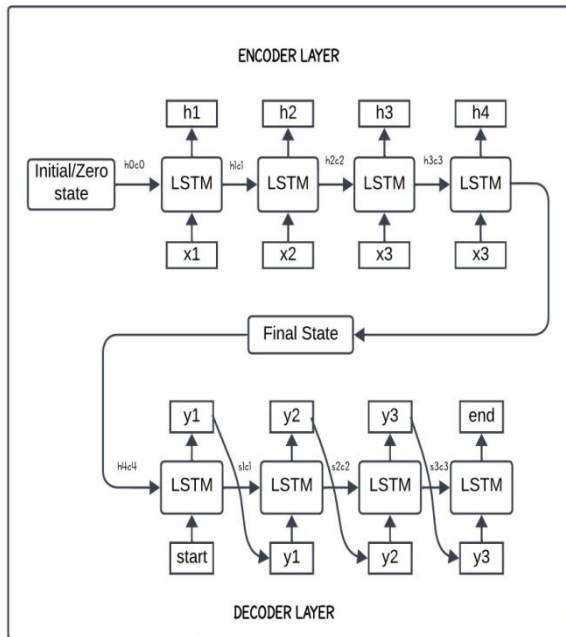 ENCODER LAYER
h1 h2 h3 h4
Initial/Zero
state
h0c0 LSTM h1c1 LSTM h2c2 LSTM h3c3 LSTM
x1 x2 x3 x3
Final State
y1 y2 y3 end
h4c4 LSTM s1c1 LSTM s2c2 LSTM s3c3 LSTM
start y1 y2 y3
DECODER LAYER